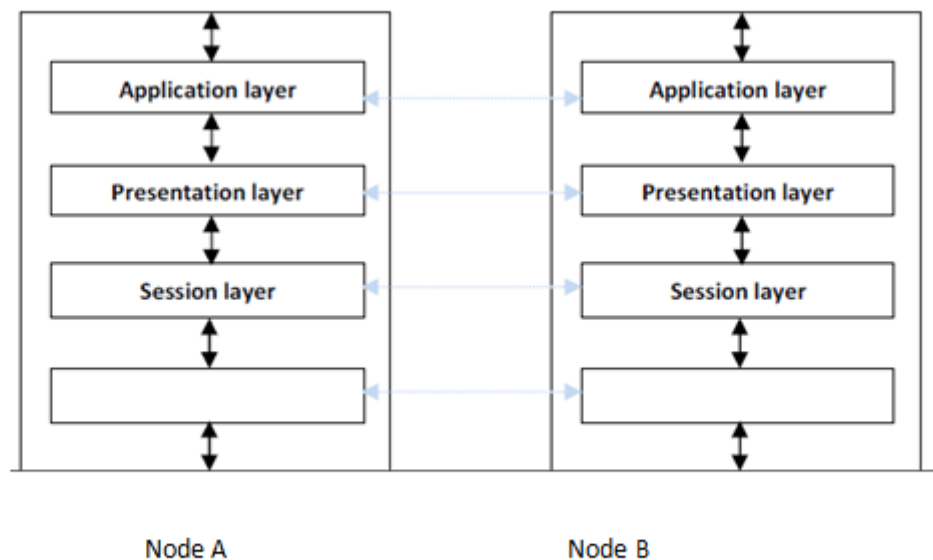 Application layer
Application layer
Presentation layer
Presentation layer
Session layer
Session layer
Node A
Node B